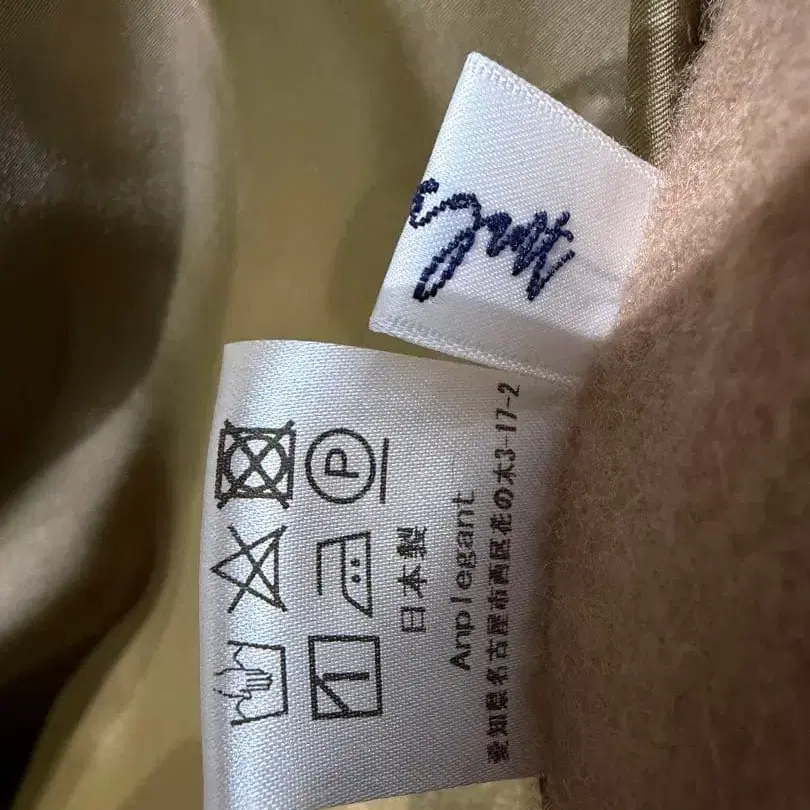 P
日本製
Anplegant
愛知県名古屋市西区花の木3-17-2